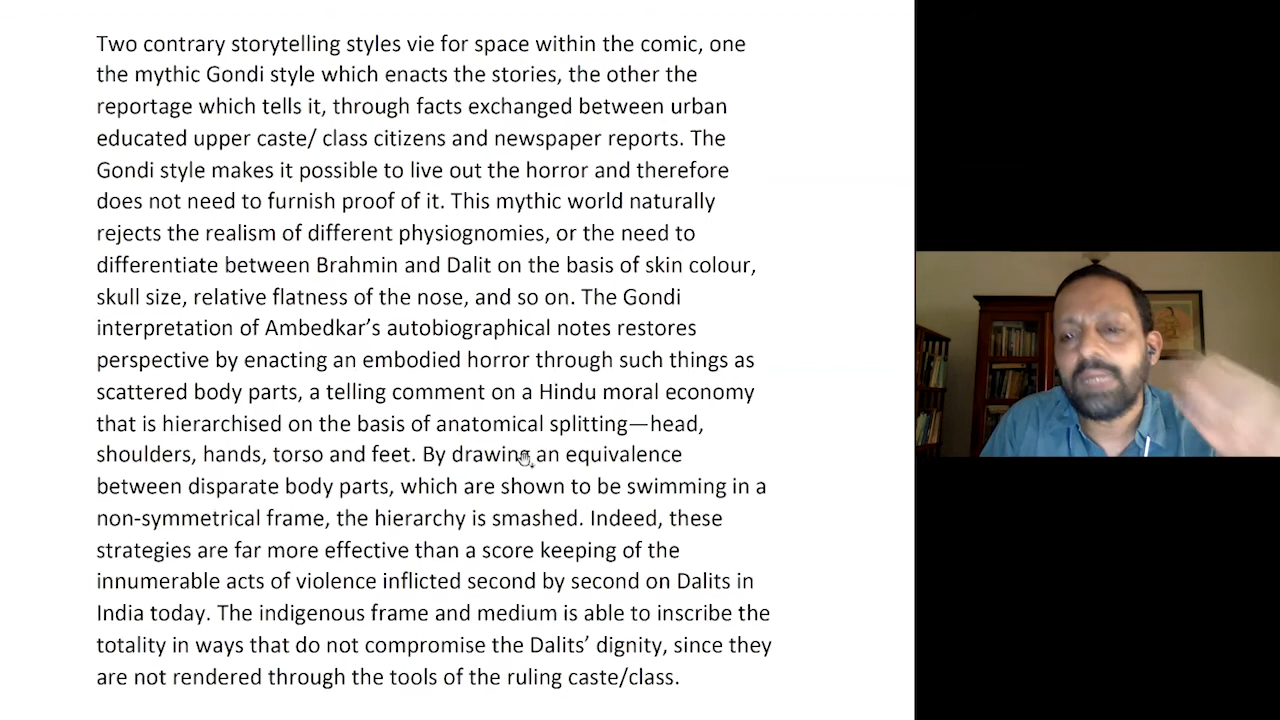 Two contrary storytelling styles vie for space within the comic, one
the mythic Gondi style which enacts the stories, the other the
reportage which tells it, through facts exchanged between urban
educated upper caste/ class citizens and newspaper reports. The
Gondi style makes it possible to live out the horror and therefore
does not need to furnish proof of it. This mythic world naturally
rejects the realism of different physiognomies, or the need to
differentiate between Brahmin and Dalit on the basis of skin colour,
skull size, relative flatness of the nose, and so on. The Gondi
interpretation of Ambedkar’s autobiographical notes restores
perspective by enacting an embodied horror through such things as
scattered body parts, a telling comment on a Hindu moral economy
that is hierarchised on the basis of anatomical splitting—head,
shoulders, hands, torso and feet. By drawing an equivalence
between disparate body parts, which are shown to be swimming in a
non-symmetrical frame, the hierarchy is smashed. Indeed, these
strategies are far more effective than a score keeping of the
innumerable acts of violence inflicted second by second on Dalits in
India today. The indigenous frame and medium is able to inscribe the
totality in ways that do not compromise the Dalits’ dignity, since they
are not rendered through the tools of the ruling caste/class.